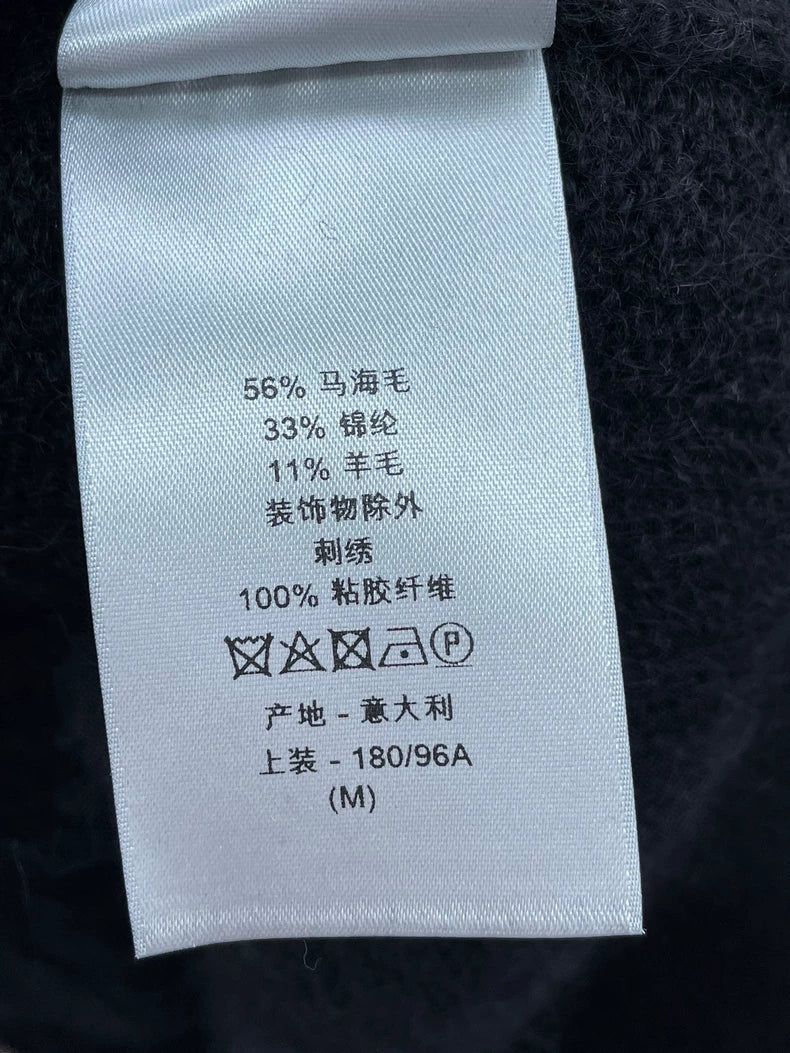 56% 马海毛
33% 锦纶
11% 羊毛
装饰物除外
刺绣
100% 粘胶纤维
P
产地 - 意大利
上装 - 180/96A
(M)